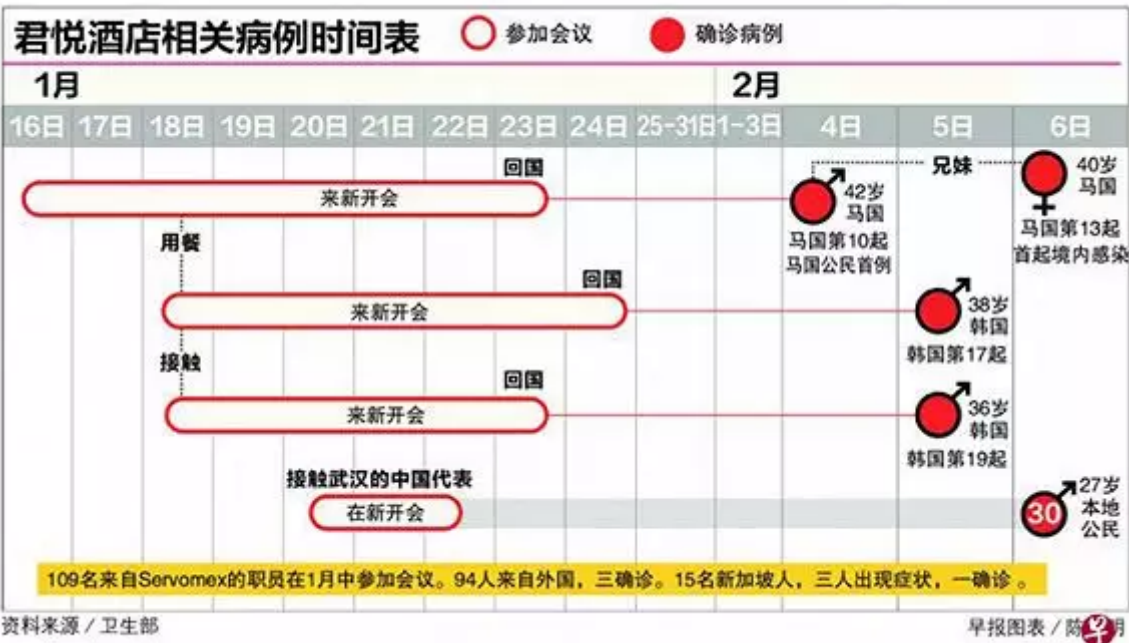 君悦酒店相关病例时间表 参加会议 确诊病例
1月 2月
16日 17日 18日 19日 20日 21日 22日 23日 24日 25-31日 1-3日 4日 5日 6日
回国
来新开会
兄妹
42岁
马国
马国第10起
马国公民首例
40岁
马国
马国第13起
首起境内感染
用餐
回国
来新开会
38岁
韩国
韩国第17起
接触
回国
来新开会
36岁
韩国
韩国第19起
接触武汉的中国代表
在新开会
30
27岁
本地
公民
109名来自Servomex的职员在1月中参加会议。94人来自外国，三确诊。15名新加坡人，三人出现症状，一确诊。
资料来源／卫生部
早报图表／陈 明
早